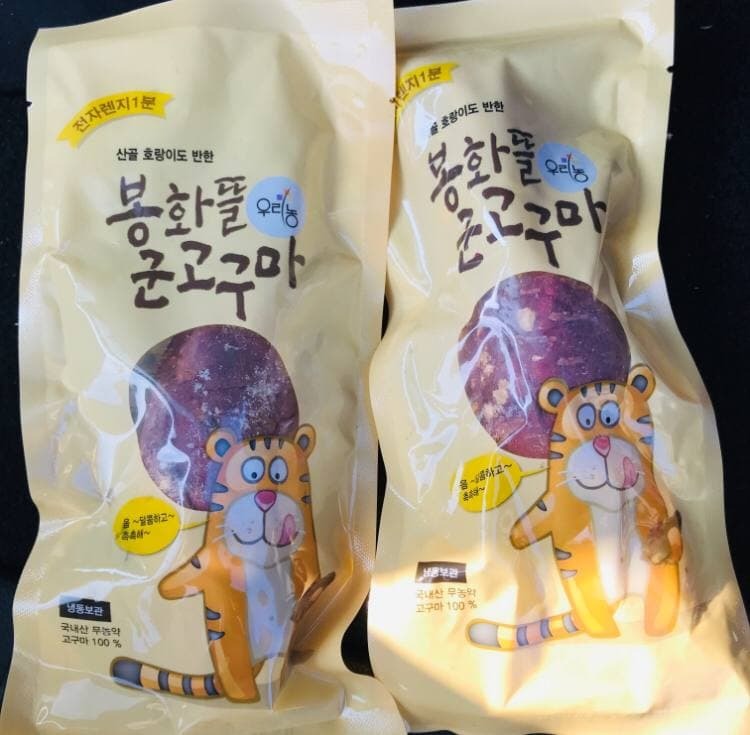 전자렌지1분
산골 호랑이도 반한
봉화뜰
우리농
군고구마
음 ~달콤하고~
촉촉해~
냉동보관
국내산 무농약
고구마 100 %
렌지1분
골 호랑이도 반한
봉화뜰
우리농
군고구마
음 ~달콤하고~
촉촉해~
냉동보관
국내산 무농약
고구마 100 %